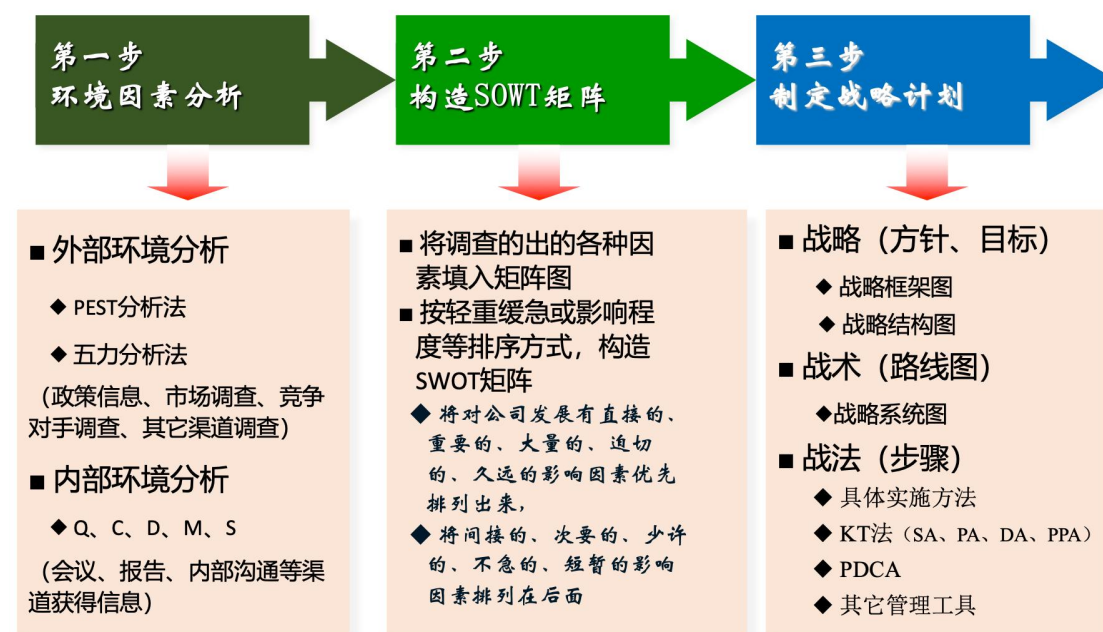 第一步
环境因素分析
第二步
构造SOWT矩阵
第三步
制定战略计划
■ 外部环境分析
◆ PEST分析法
◆ 五力分析法
（政策信息、市场调查、竞争
对手调查、其它渠道调查）
■ 内部环境分析
◆ Q、C、D、M、S
（会议、报告、内部沟通等渠
道获得信息）
■ 将调查的出的各种因
素填入矩阵图
■ 按轻重缓急或影响程
度等排序方式，构造
SWOT矩阵
◆ 将对公司发展有直接的、
重要的、大量的、迫切
的、久远的影响因素优先
排列出来，
◆ 将间接的、次要的、少许
的、不急的、短暂的影响
因素排列在后面
■ 战略（方针、目标）
◆ 战略框架图
◆ 战略结构图
■ 战术（路线图）
◆战略系统图
■ 战法（步骤）
◆ 具体实施方法
◆ KT法（SA、PA、DA、PPA）
◆ PDCA
◆ 其它管理工具